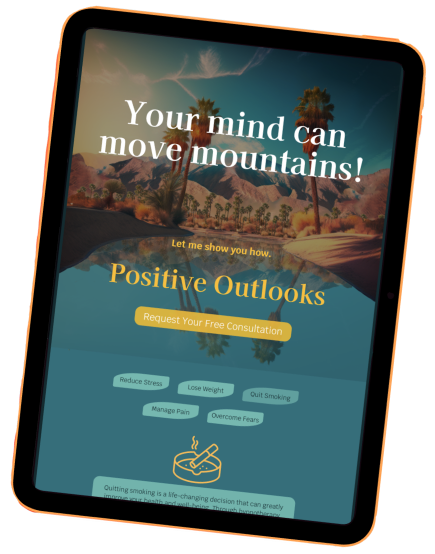 Your mind can
move mountains!
Let me show you how.
Positive Outlooks
Request Your Free Consultation
Reduce Stress
Lose Weight
Quit Smoking
Manage Pain
Overcome Fears
Quitting smoking is a life-changing decision that can greatly
improve your health and well-being. Through hypnotherapy